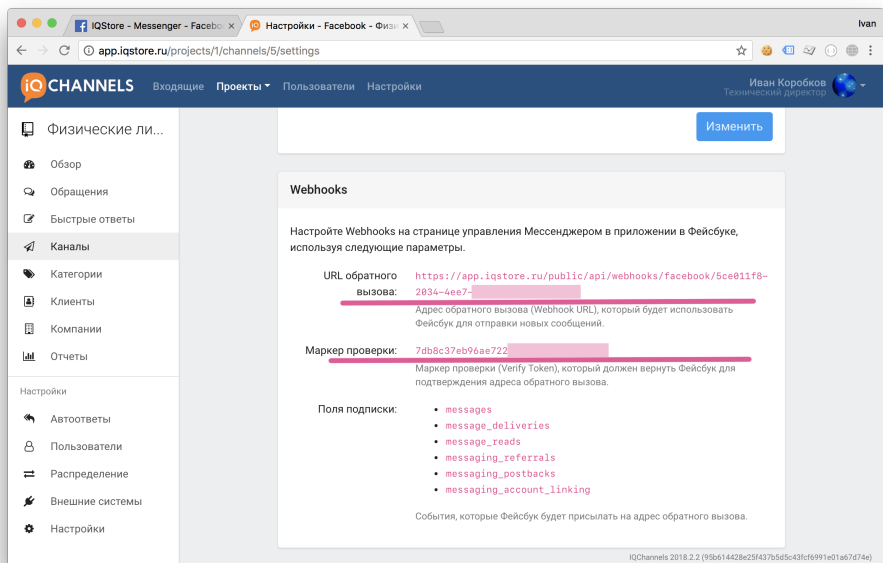 IQStore - Messenger - Facebo
Настройки - Facebook - Физи
Ivan
app.iqstore.ru/projects/1/channels/5/settings
iQ CHANNELS
Входящие
Проекты
Пользователи
Настройки
Иван Коробков
Технический директор
Физические ли...
Обзор
Обращения
Быстрые ответы
Каналы
Категории
Клиенты
Компании
Отчеты
Настройки
Автоответы
Пользователи
Распределение
Внешние системы
Настройки
Изменить
Webhooks
Настройте Webhooks на странице управления Мессенджером в приложении в Фейсбуке,
используя следующие параметры.
URL обратного
вызова:
https://app.iqstore.ru/public/api/webhooks/facebook/5ce011f8-
2034-4ee7-
Адрес обратного вызова (Webhook URL), который будет использовать
Фейсбук для отправки новых сообщений.
Маркер проверки:
7db8c37eb96ae722
Маркер проверки (Verify Token), который должен вернуть Фейсбук для
подтверждения адреса обратного вызова.
Поля подписки:
messages
message_deliveries
message_reads
messaging_referrals
messaging_postbacks
messaging_account_linking
События, которые Фейсбук будет присылать на адрес обратного вызова.
IQChannels 2018.2.2 (95b614428e25f437b5d5c43fcf6991e01a67d74e)